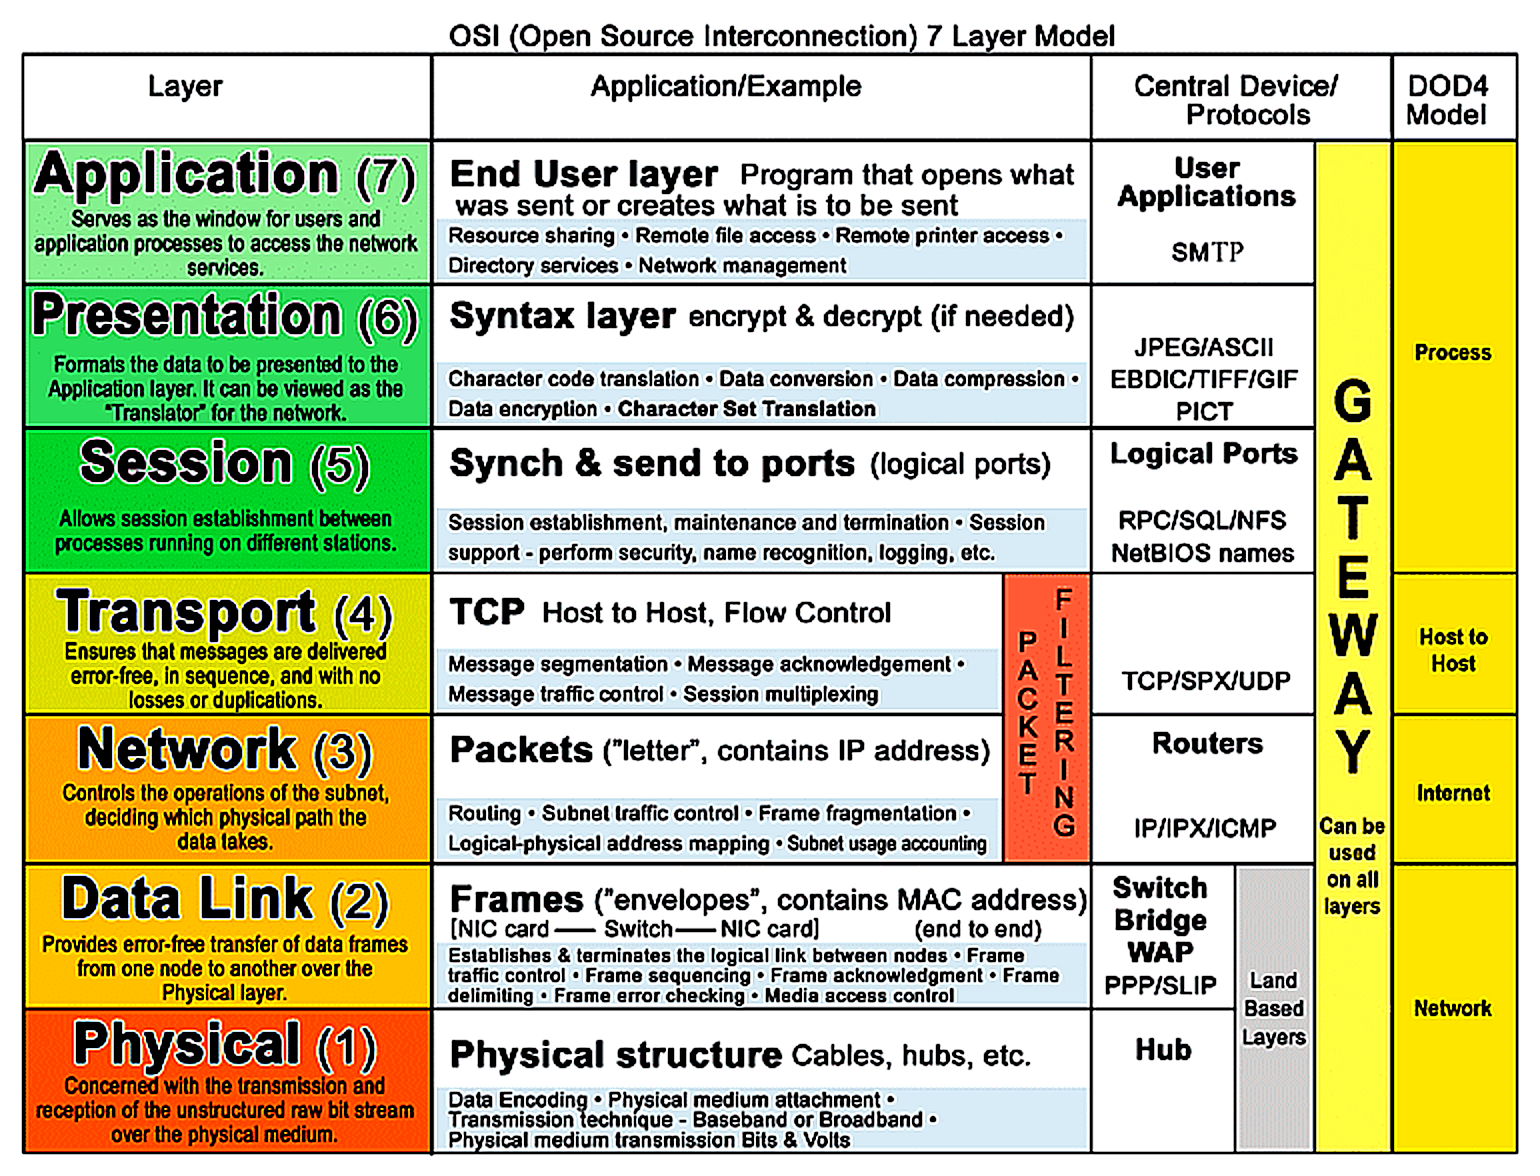 OSI (Open Source Interconnection) 7 Layer Model
Layer
Application/Example
Central Device/
Protocols
DOD4
Model
Application (7)
Serves as the window for users and
application processes to access the network
services.
End User layer Program that opens what
was sent or creates what is to be sent
Resource sharing • Remote file access • Remote printer access •
Directory services • Network management
User
Applications
SMTP
Presentation (6)
Formats the data to be presented to the
Application layer. It can be viewed as the
"Translator" for the network.
Syntax layer encrypt & decrypt (if needed)
Character code translation • Data conversion • Data compression •
Data encryption • Character Set Translation
JPEG/ASCII
EBDIC/TIFF/GIF
PICT
Session (5)
Allows session establishment between
processes running on different stations.
Synch & send to ports (logical ports)
Session establishment, maintenance and termination • Session
support - perform security, name recognition, logging, etc.
Logical Ports
RPC/SQL/NFS
NetBIOS names
Process
Transport (4)
Ensures that messages are delivered
error-free, in sequence, and with no
losses or duplications.
TCP Host to Host, Flow Control
Message segmentation • Message acknowledgement •
Message traffic control • Session multiplexing
TCP/SPX/UDP
Host to
Host
Network (3)
Controls the operations of the subnet,
deciding which physical path the
data takes.
Packets ("letter", contains IP address)
Routing • Subnet traffic control • Frame fragmentation •
Logical-physical address mapping • Subnet usage accounting
PACKET
FILTERING
Routers
IP/IPX/ICMP
Internet
Data Link (2)
Provides error-free transfer of data frames
from one node to another over the
Physical layer.
Frames ("envelopes", contains MAC address)
[NIC card — Switch — NIC card] (end to end)
Establishes & terminates the logical link between nodes • Frame
traffic control • Frame sequencing • Frame acknowledgment • Frame
delimiting • Frame error checking • Media access control
Switch
Bridge
WAP
PPP/SLIP
Physical (1)
Concerned with the transmission and
reception of the unstructured raw bit stream
over the physical medium.
Physical structure Cables, hubs, etc.
Data Encoding • Physical medium attachment •
Transmission technique - Baseband or Broadband •
Physical medium transmission Bits & Volts
Hub
Land
Based
Layers
GATEWAY
Can be
used
on all
layers
Network